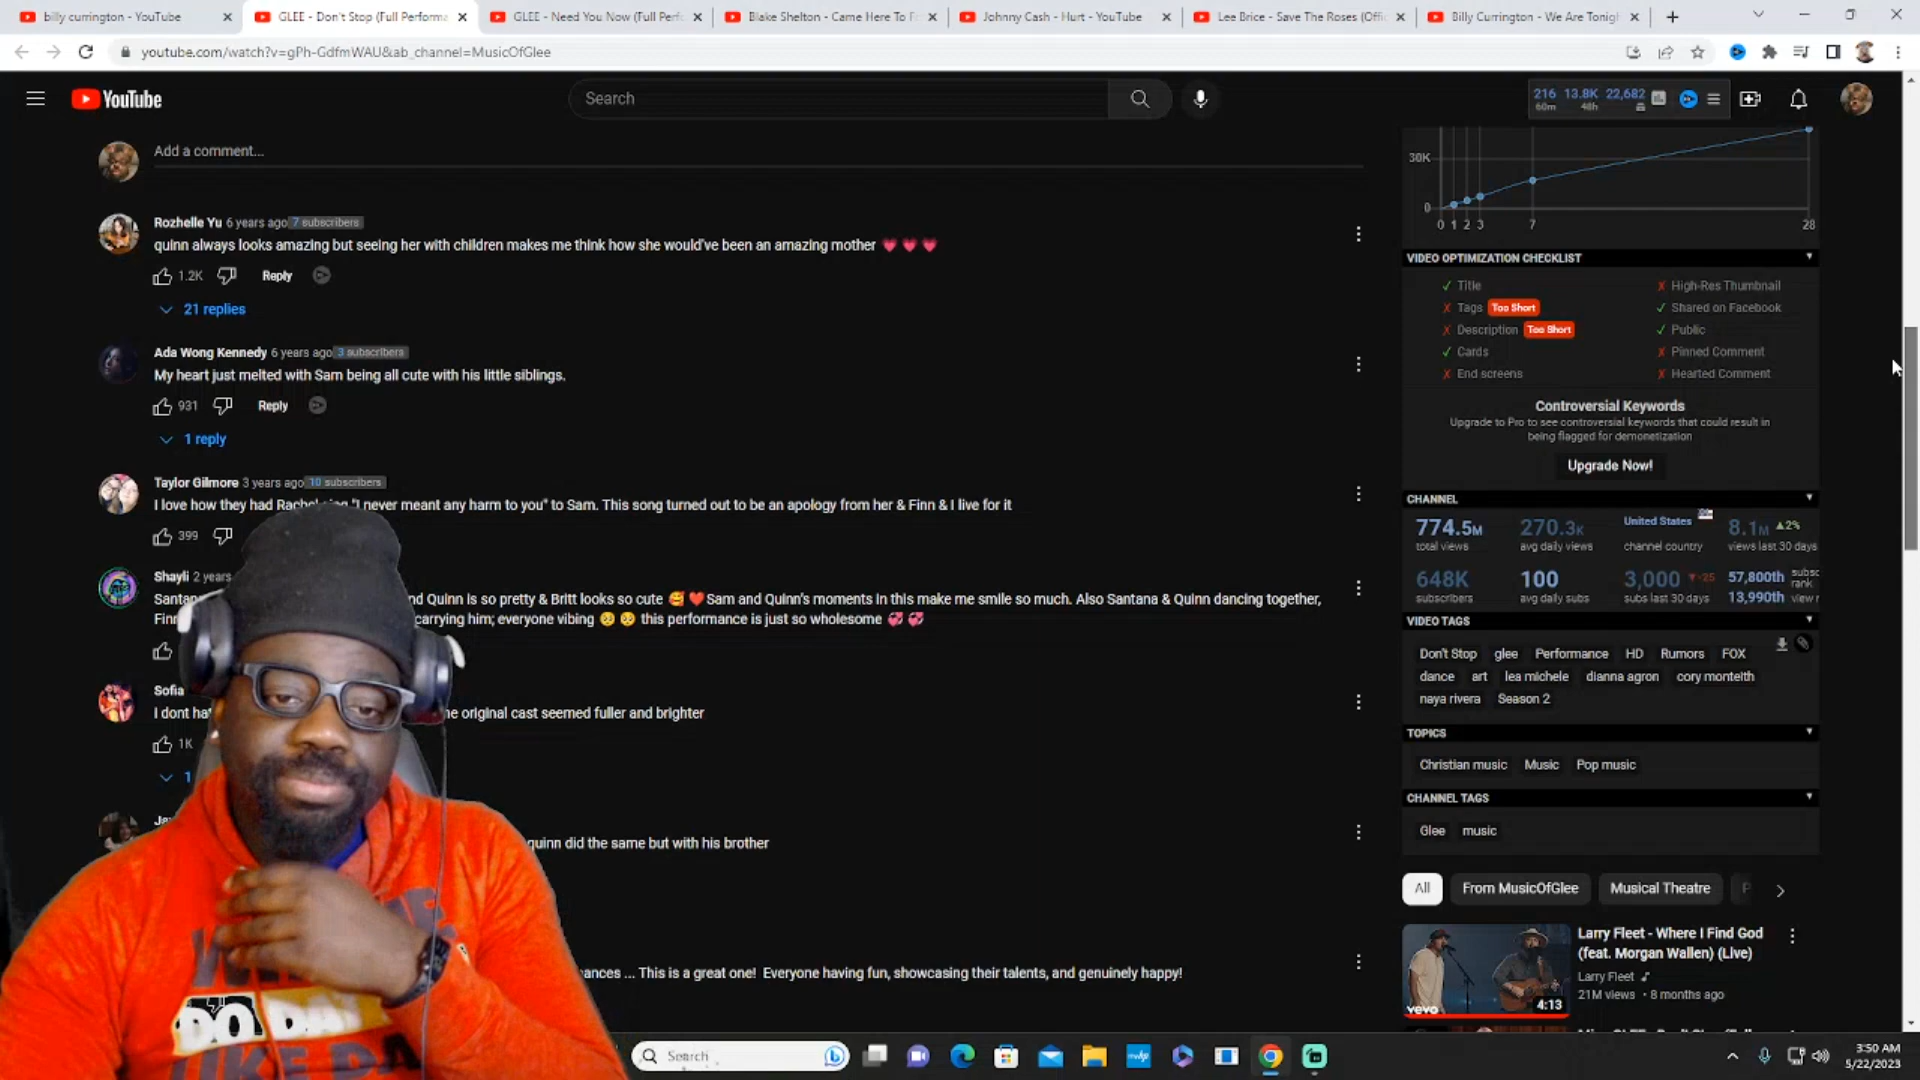 billy currington - YouTube
GLEE - Don't Stop (Full Performa
GLEE - Need You Now (Full Perf
Blake Shelton - Came Here To F
Johnny Cash - Hurt - YouTube
Lee Brice - Save The Roses (Offi
Billy Currington - We Are Tonigh
youtube.com/watch?v=gPh-GdfmWAU&ab_channel=MusicOfGlee
YouTube
Search
216 13.8K 22,682
60m 48h
Add a comment...
Rozhelle Yu 6 years ago 7 subscribers
quinn always looks amazing but seeing her with children makes me think how she would've been an amazing mother 💗 💗 💗
1.2K Reply
21 replies
Ada Wong Kennedy 6 years ago 3 subscribers
My heart just melted with Sam being all cute with his little siblings.
931 Reply
1 reply
Taylor Gilmore 3 years ago 10 subscribers
I love how they had Rachel sing "I never meant any harm to you" to Sam. This song turned out to be an apology from her & Finn & I live for it
399
Shayli 2 years
Santan nd Quinn is so pretty & Britt looks so cute 🥰 ❤️ Sam and Quinn's moments in this make me smile so much. Also Santana & Quinn dancing together,
Finn carrying him; everyone vibing 🥺 🥺 this performance is just so wholesome 💞 💞
Sofia
I dont hat he original cast seemed fuller and brighter
1K
1
quinn did the same but with his brother
ances ... This is a great one! Everyone having fun, showcasing their talents, and genuinely happy!
30K
0
0 1 2 3 7 28
VIDEO OPTIMIZATION CHECKLIST
✓ Title
✗ High-Res Thumbnail
✗ Tags Too Short
✓ Shared on Facebook
✗ Description Too Short
✓ Public
✓ Cards
✗ Pinned Comment
✗ End screens
✗ Hearted Comment
Controversial Keywords
Upgrade to Pro to see controversial keywords that could result in
being flagged for demonetization
Upgrade Now!
CHANNEL
774.5M 270.3K United States 8.1M ▲2%
total views avg daily views channel country views last 30 days
648K 100 3,000 ▼-25 57,800th subsc
rank
13,990th view r
subscribers avg daily subs subs last 30 days
VIDEO TAGS
Don't Stop glee Performance HD Rumors FOX
dance art lea michele dianna agron cory monteith
naya rivera Season 2
TOPICS
Christian music Music Pop music
CHANNEL TAGS
Glee music
All From MusicOfGlee Musical Theatre P
Larry Fleet - Where I Find God
(feat. Morgan Wallen) (Live)
Larry Fleet
21M views • 8 months ago
vevo
4:13
Search
3:50 AM
5/22/2023